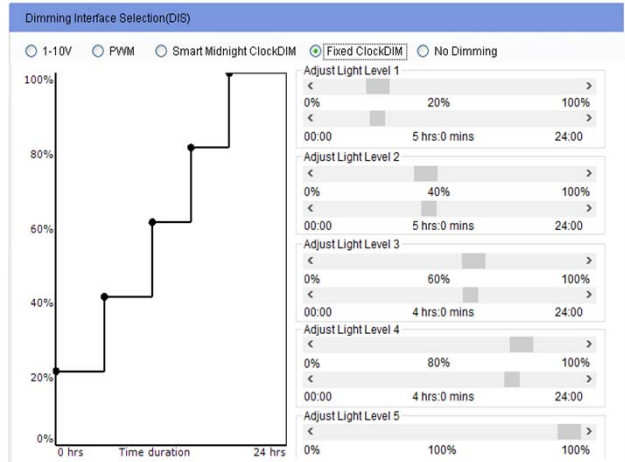 Dimming Interface Selection(DIS)
1-10V PWM Smart Midnight ClockDIM Fixed ClockDIM No Dimming
100%
80%
60%
40%
20%
0%
0 hrs Time duration 24 hrs
Adjust Light Level 1
< >
0% 20% 100%
< >
00:00 5 hrs:0 mins 24:00
Adjust Light Level 2
< >
0% 40% 100%
< >
00:00 5 hrs:0 mins 24:00
Adjust Light Level 3
< >
0% 60% 100%
< >
00:00 4 hrs:0 mins 24:00
Adjust Light Level 4
< >
0% 80% 100%
< >
00:00 4 hrs:0 mins 24:00
Adjust Light Level 5
< >
0% 100% 100%